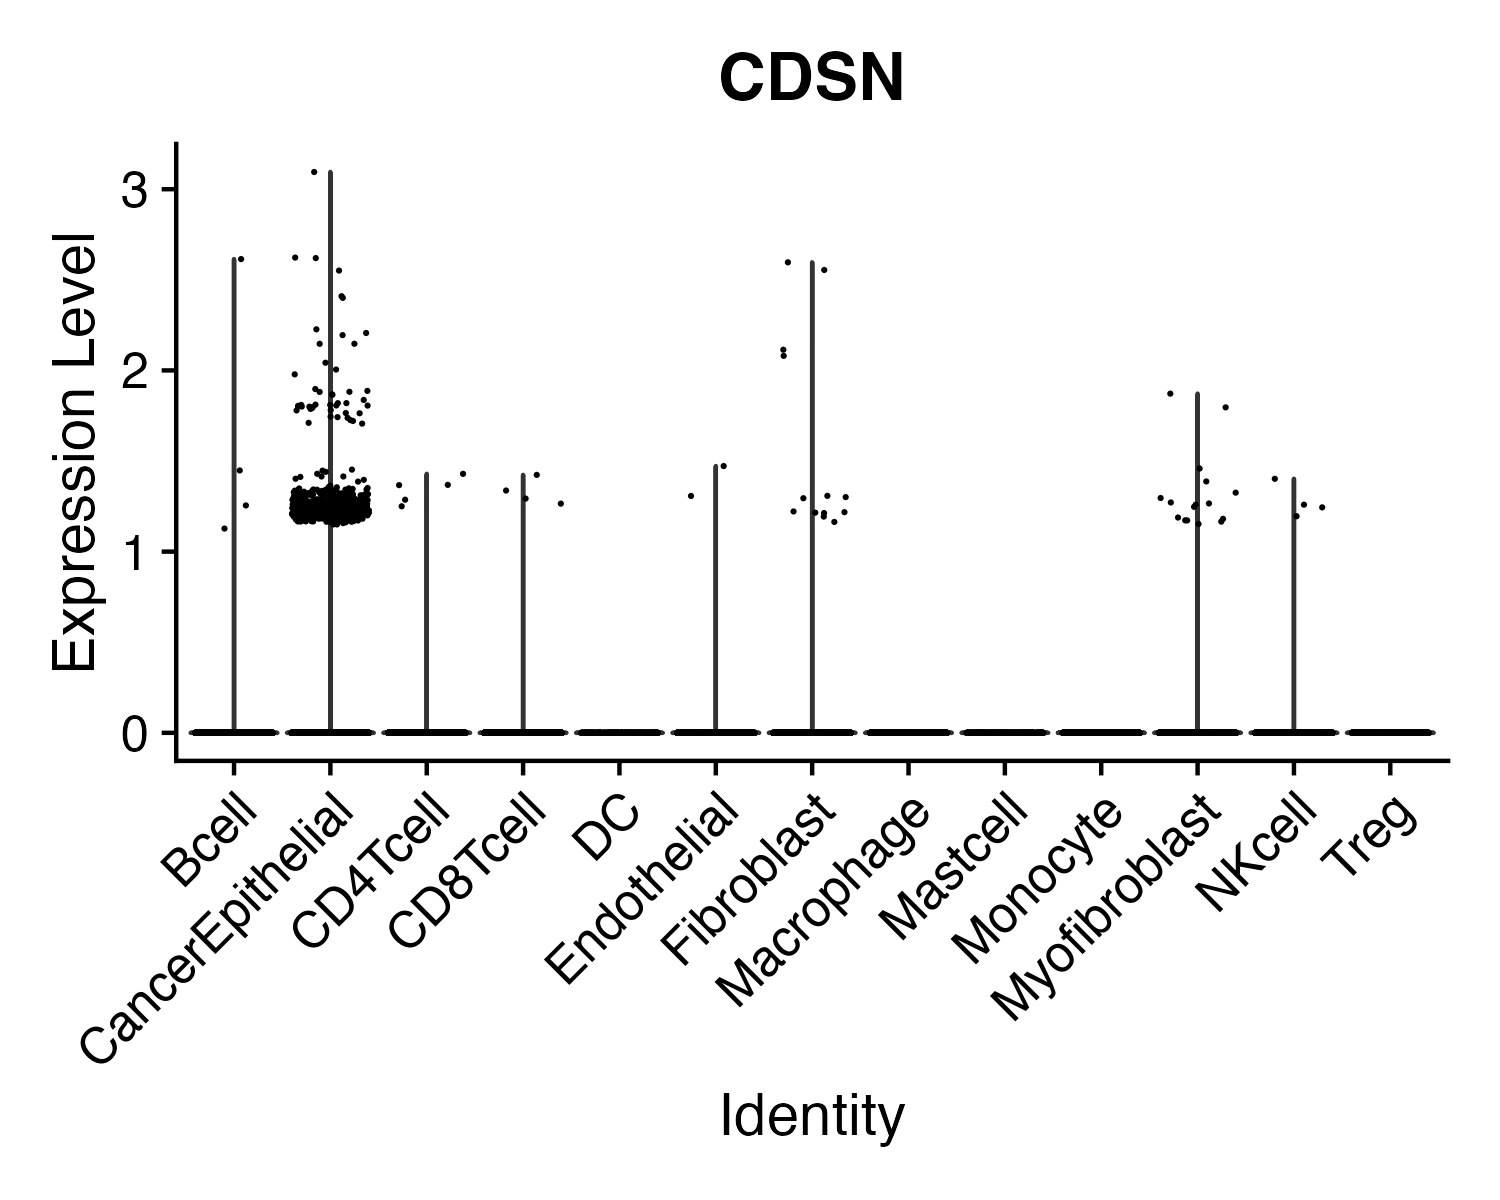 CDSN
Expression Level
3
2
1
0
Bcell
CancerEpithelial
CD4Tcell
CD8Tcell
DC
Endothelial
Fibroblast
Macrophage
Mastcell
Monocyte
Myofibroblast
NKcell
Treg
Identity